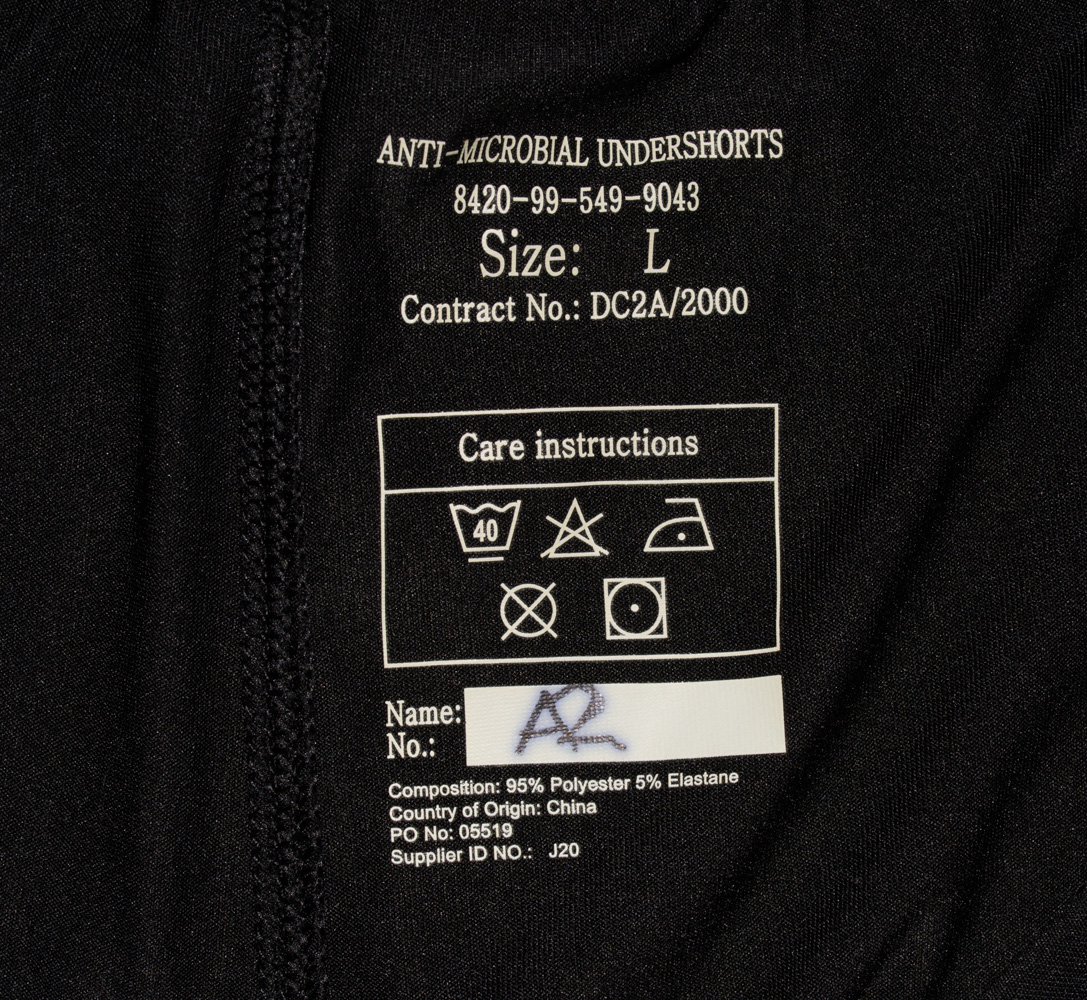 ANTI-MICROBIAL UNDERSHORTS
8420-99-549-9043
Size: L
Contract No.: DC2A/2000
Care instructions
40
Name:
No.:
Composition: 95% Polyester 5% Elastane
Country of Origin: China
PO No: 05519
Supplier ID NO.: J20